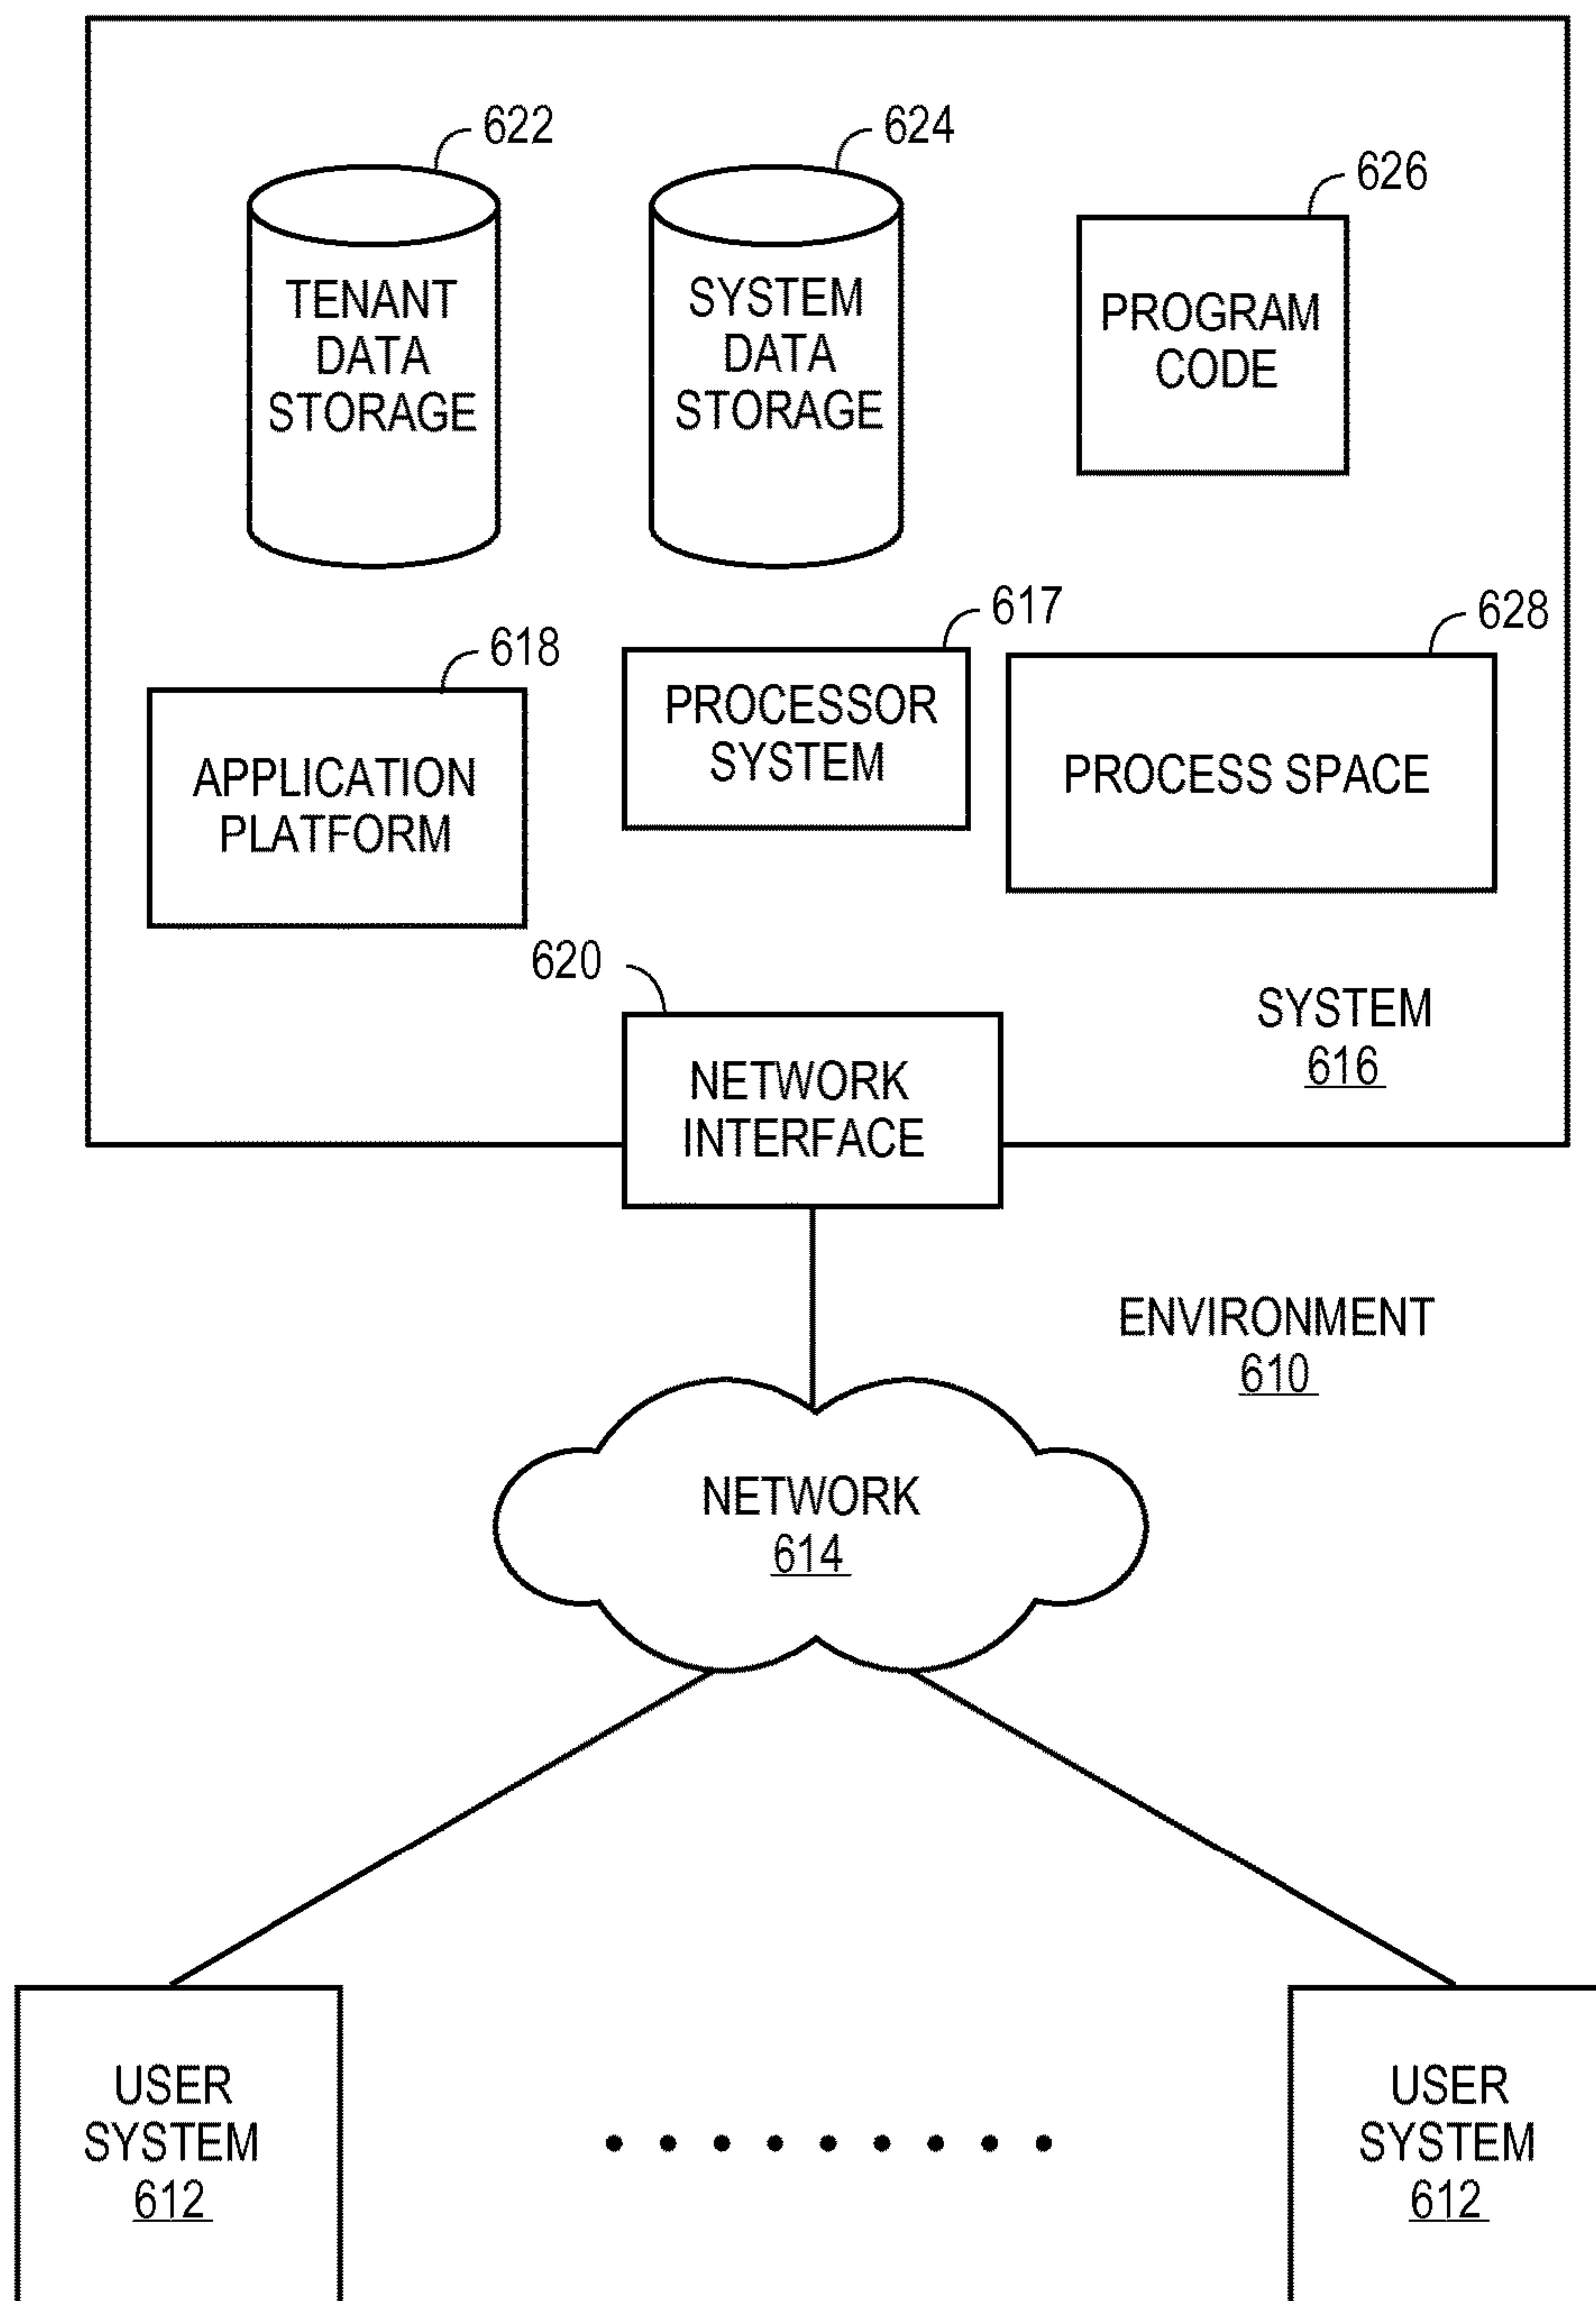 622
624
626
TENANT
DATA
STORAGE
SYSTEM
DATA
STORAGE
PROGRAM
CODE
618
617
628
APPLICATION
PLATFORM
PROCESSOR
SYSTEM
PROCESS SPACE
620
NETWORK
INTERFACE
SYSTEM
616
ENVIRONMENT
610
NETWORK
614
USER
SYSTEM
612
USER
SYSTEM
612